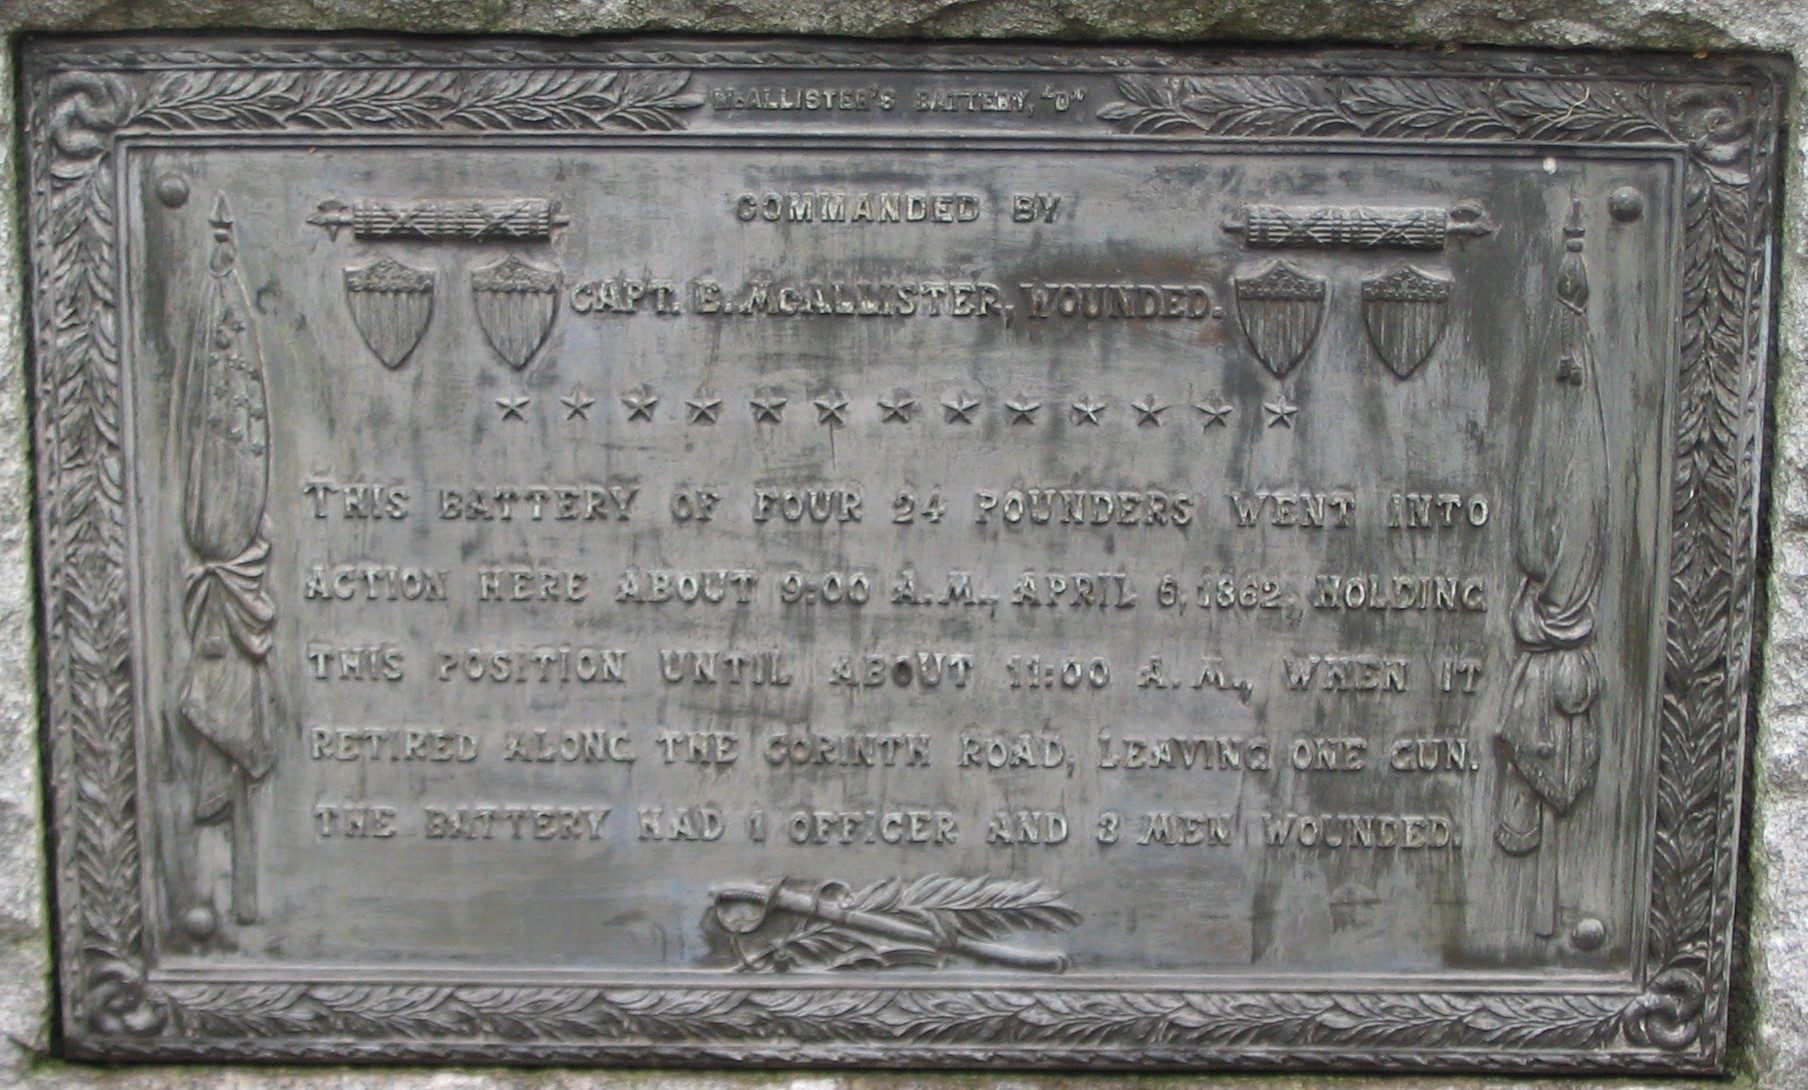 McALLISTER'S BATTERY, "D"
COMMANDED BY
CAPT. E. McALLISTER, WOUNDED.
THIS BATTERY OF FOUR 24 POUNDERS WENT INTO
ACTION HERE ABOUT 9:00 A.M., APRIL 6, 1862, HOLDING
THIS POSITION UNTIL ABOUT 11:00 A.M., WHEN IT
RETIRED ALONG THE CORINTH ROAD, LEAVING ONE GUN.
THE BATTERY HAD 1 OFFICER AND 3 MEN WOUNDED.